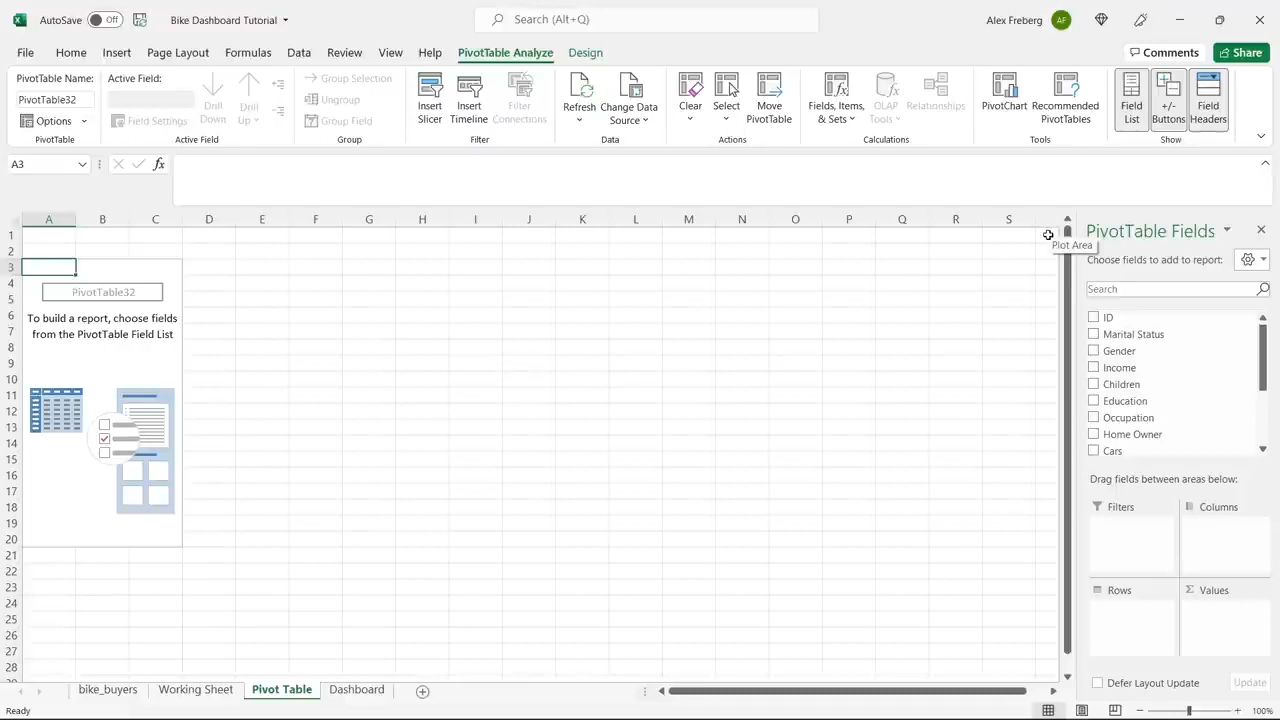 AutoSave Off Bike Dashboard Tutorial Search (Alt+Q) Alex Freberg AF
File Home Insert Page Layout Formulas Data Review View Help PivotTable Analyze Design Comments Share
PivotTable Name:
PivotTable32
Options
PivotTable
Active Field:
Field Settings
Drill Down
Drill Up
Active Field
Group Selection
Ungroup
Group Field
Group
Insert Slicer
Insert Timeline
Filter Connections
Filter
Refresh
Change Data Source
Data
Clear
Select
Move PivotTable
Actions
Fields, Items, & Sets
OLAP Tools
Relationships
Calculations
PivotChart
Recommended PivotTables
Tools
Field List
+/- Buttons
Field Headers
Show
A3 fx
A B C D E F G H I J K L M N O P Q R S
1
2
3
4
5
6
7
8
9
10
11
12
13
14
15
16
17
18
19
20
21
22
23
24
25
26
27
28
PivotTable32
To build a report, choose fields
from the PivotTable Field List
Plot Area
PivotTable Fields
Choose fields to add to report:
Search
ID
Marital Status
Gender
Income
Children
Education
Occupation
Home Owner
Cars
Drag fields between areas below:
Filters Columns
Rows Σ Values
Defer Layout Update Update
bike_buyers Working Sheet Pivot Table Dashboard
Ready 100%